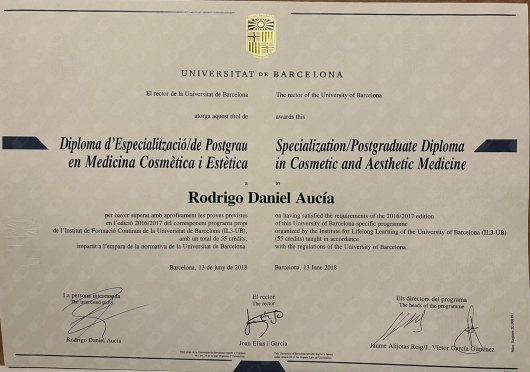 UNIVERSITAT DE BARCELONA
El rector de la Universitat de Barcelona
atorga aquest títol de
Diploma d'Especialització/de Postgrau
en Medicina Cosmètica i Estètica
a
The rector of the University of Barcelona
awards this
Specialization/Postgraduate Diploma
in Cosmetic and Aesthetic Medicine
to
Rodrigo Daniel Aucía
per haver superat amb aprofitament les proves previstes
en l'edició 2016/2017 del corresponent programa propi
de l'Institut de Formació Contínua de la Universitat de Barcelona (IL3-UB),
amb un total de 55 crèdits,
impartit a l'empara de la normativa de la Universitat de Barcelona.
Barcelona, 13 de juny de 2018
on having satisfied the requirements of the 2016/2017 edition
of this University of Barcelona-specific programme
organized by the Institute for Lifelong Learning of the University of Barcelona (IL3-UB)
(55 credits) taught in accordance
with the regulations of the University of Barcelona.
Barcelona, 13 June 2018
La persona interessada
The interested party
Rodrigo Daniel Aucía
El rector
The rector
Joan Elias i Garcia
Els directors del programa
The heads of the programme
Jaume Alijotas Reig/J. Víctor García Giménez